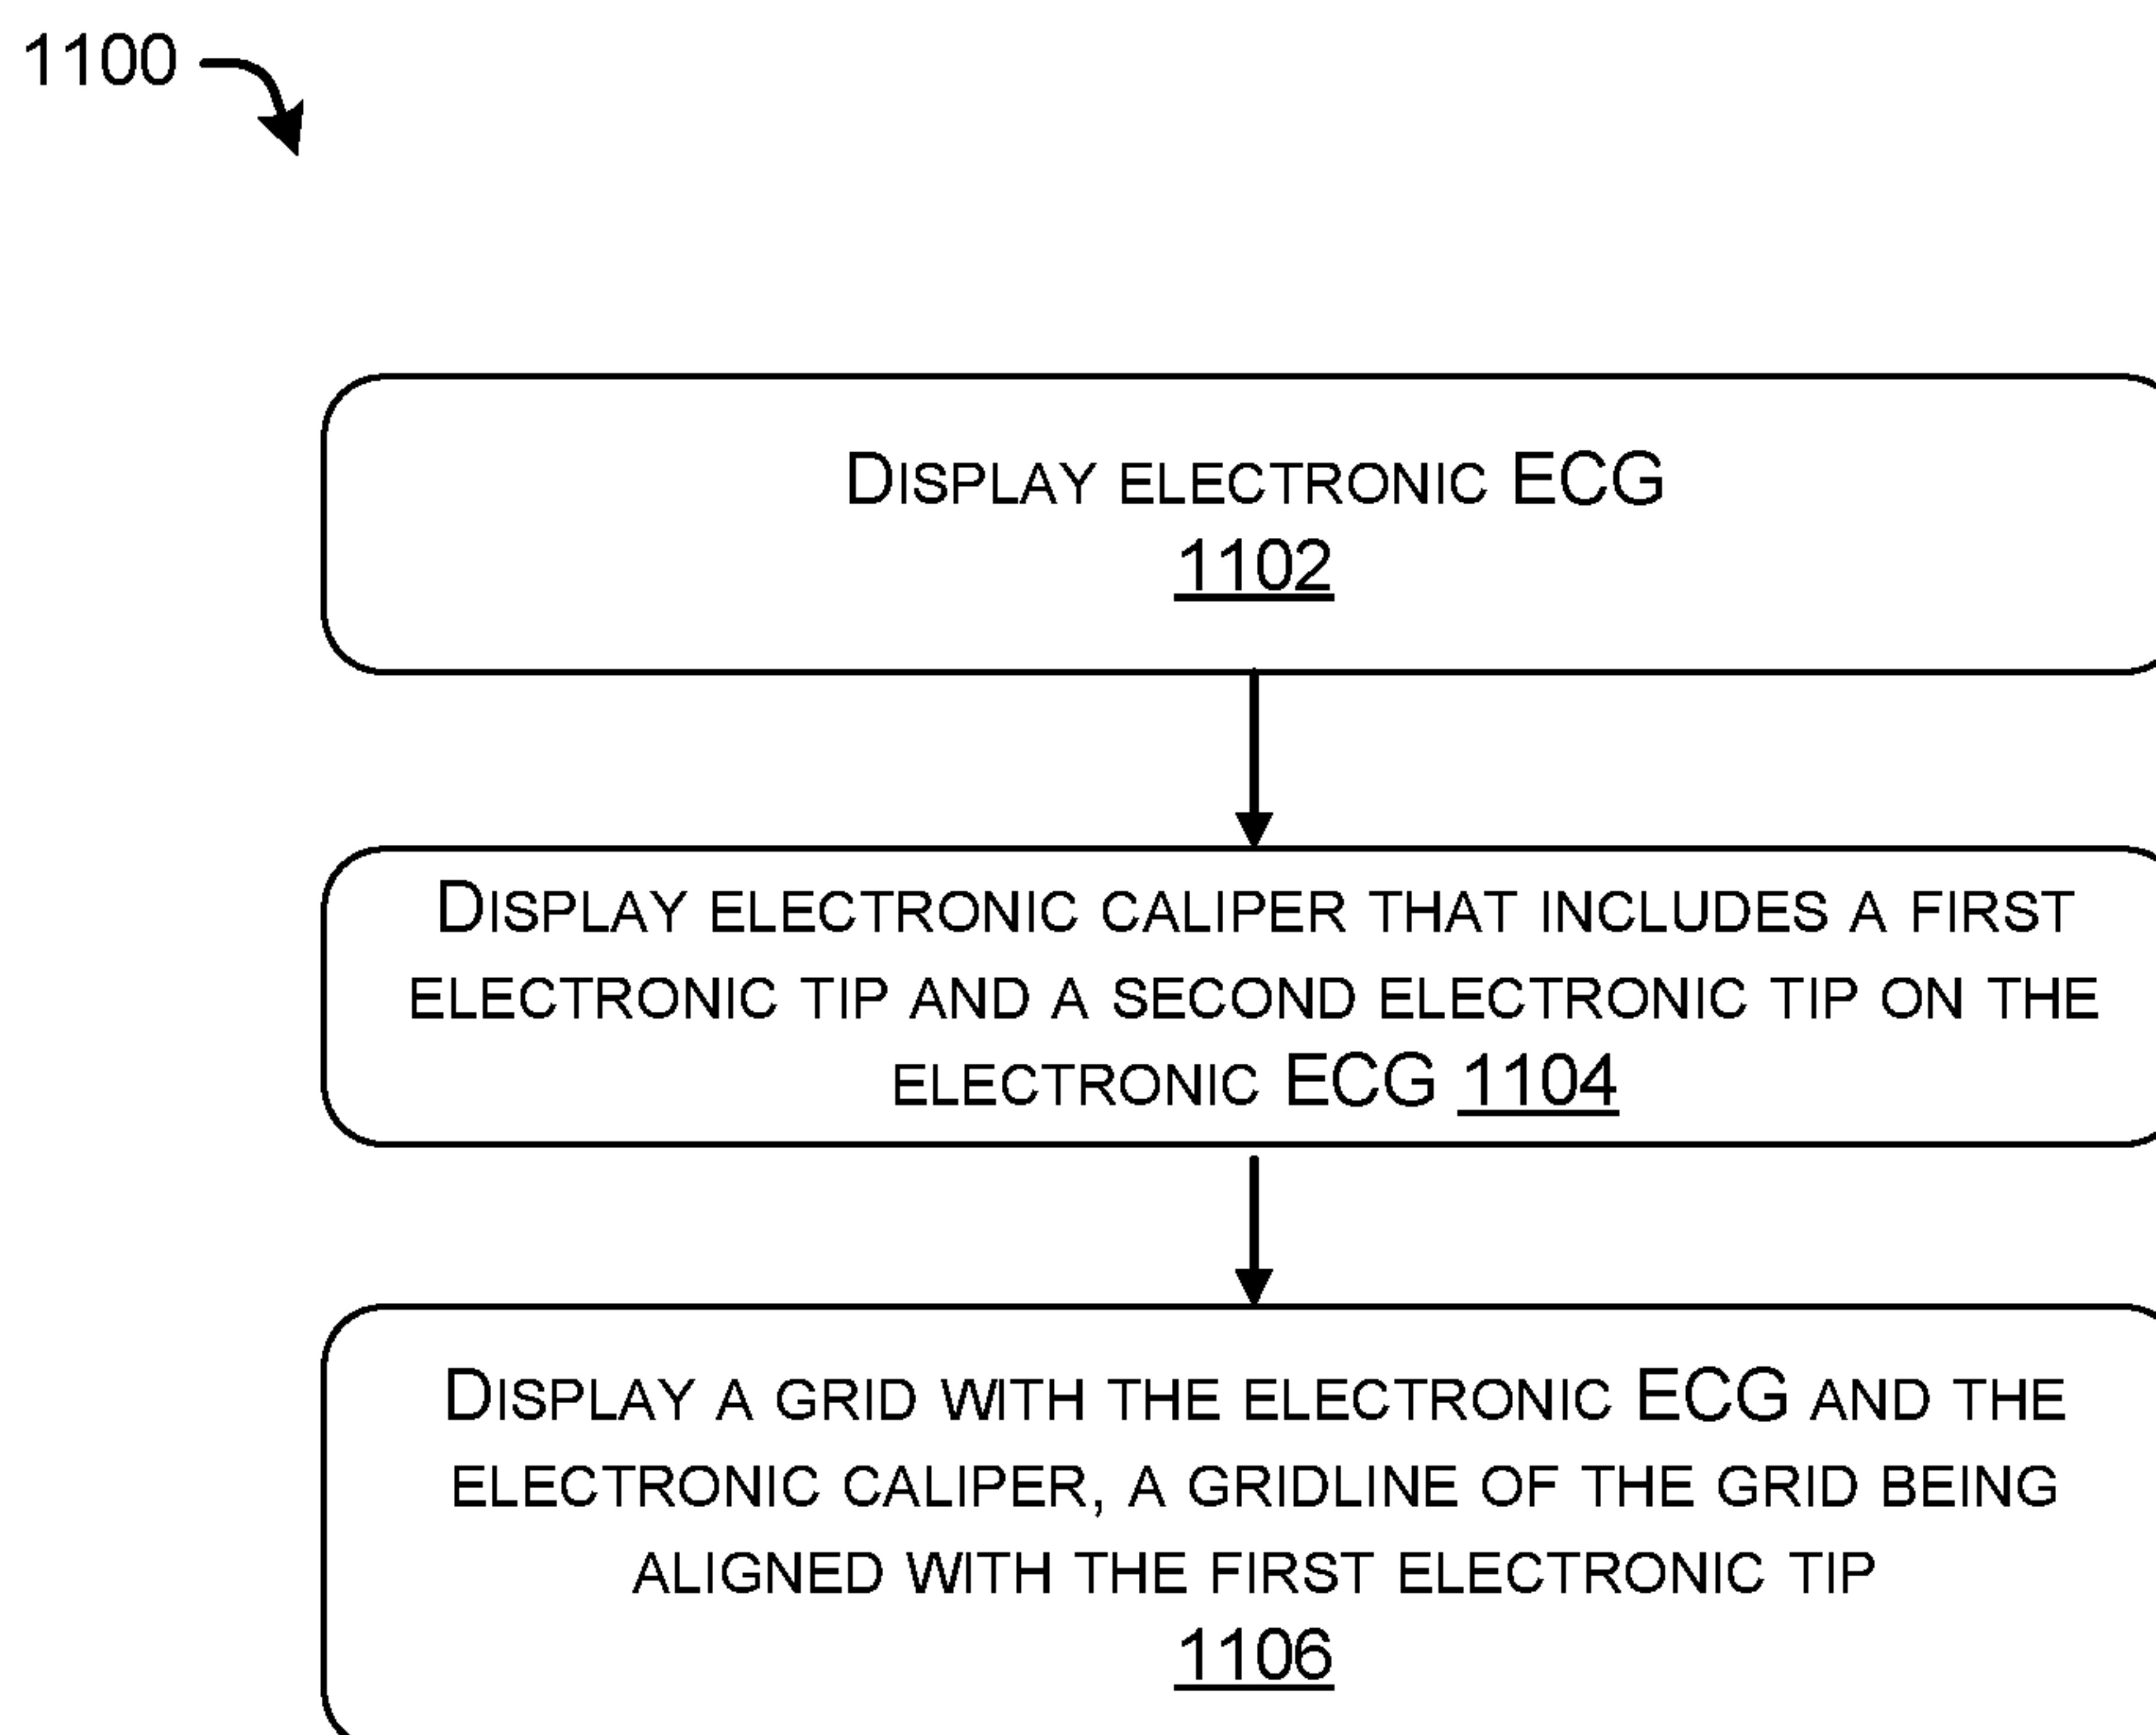 1100
Display electronic ECG
1102
Display electronic caliper that includes a first
electronic tip and a second electronic tip on the
electronic ECG 1104
Display a grid with the electronic ECG and the
electronic caliper, a gridline of the grid being
aligned with the first electronic tip
1106